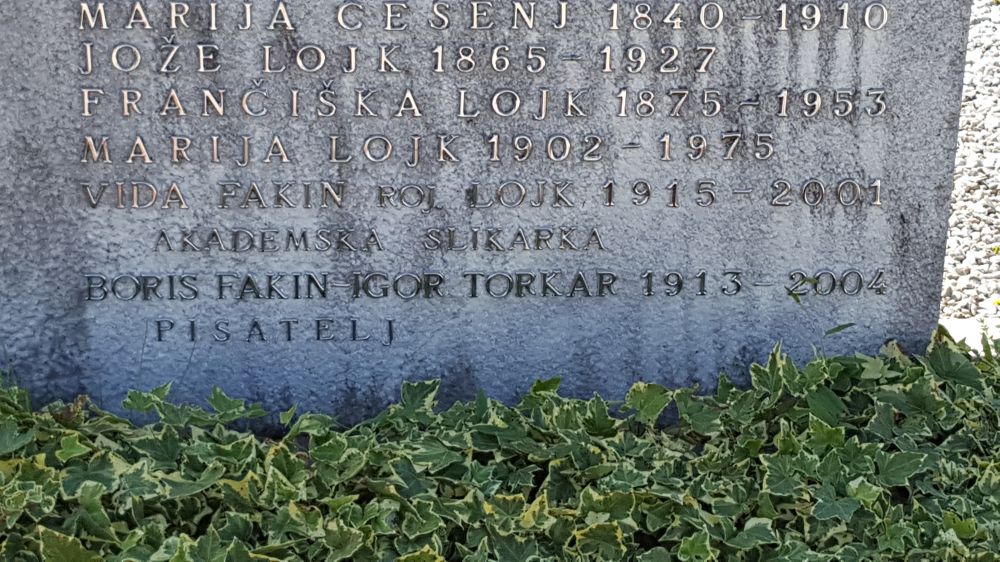 MARIJA ČESENJ 1840 - 1910
JOŽE LOJK 1865 - 1927
FRANČIŠKA LOJK 1875 - 1953
MARIJA LOJK 1902 - 1975
VIDA FAKIN ROJ. LOJK 1915 - 2001
AKADEMSKA SLIKARKA
BORIS FAKIN - IGOR TORKAR 1913 - 2004
PISATELJ